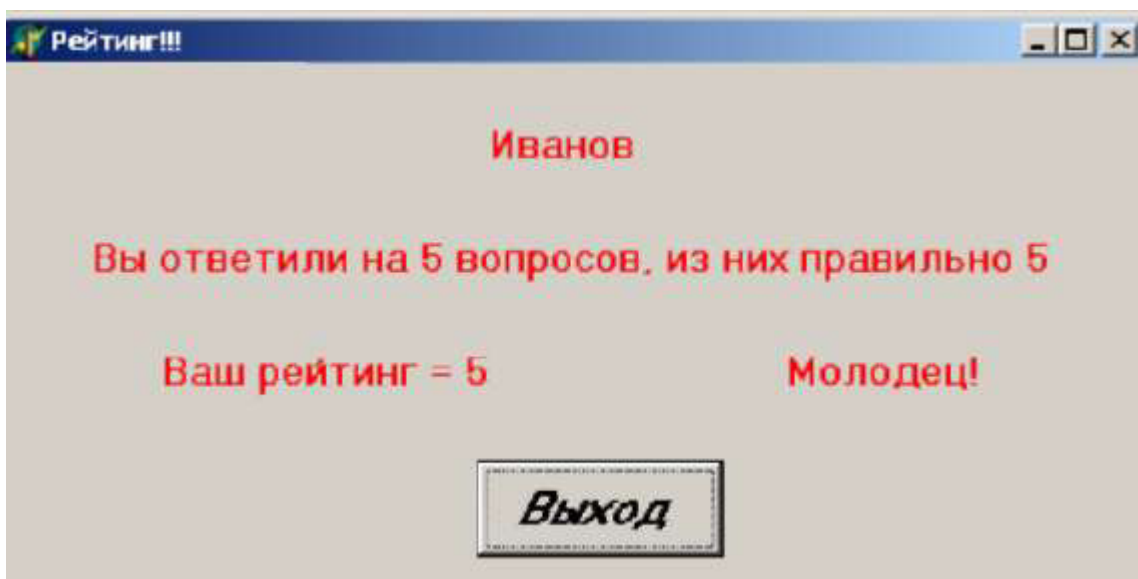 Рейтинг!!!
Иванов
Вы ответили на 5 вопросов, из них правильно 5
Ваш рейтинг = 5 Молодец!
Выход